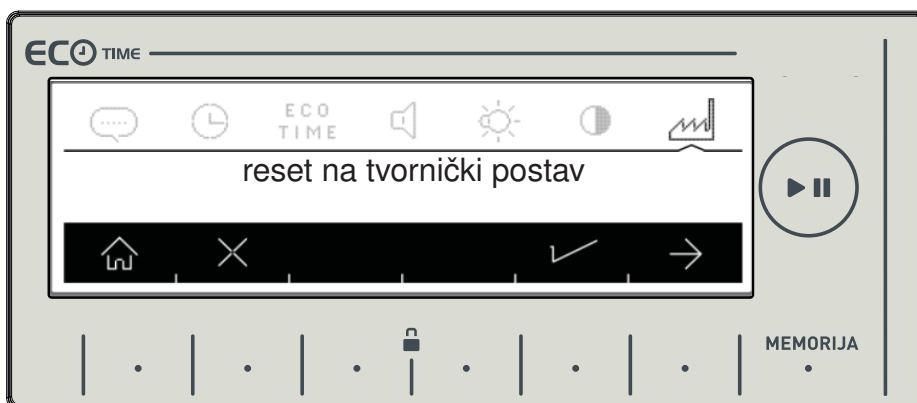 ECO TIME
ECO
TIME
reset na tvornički postav
MEMORIJA